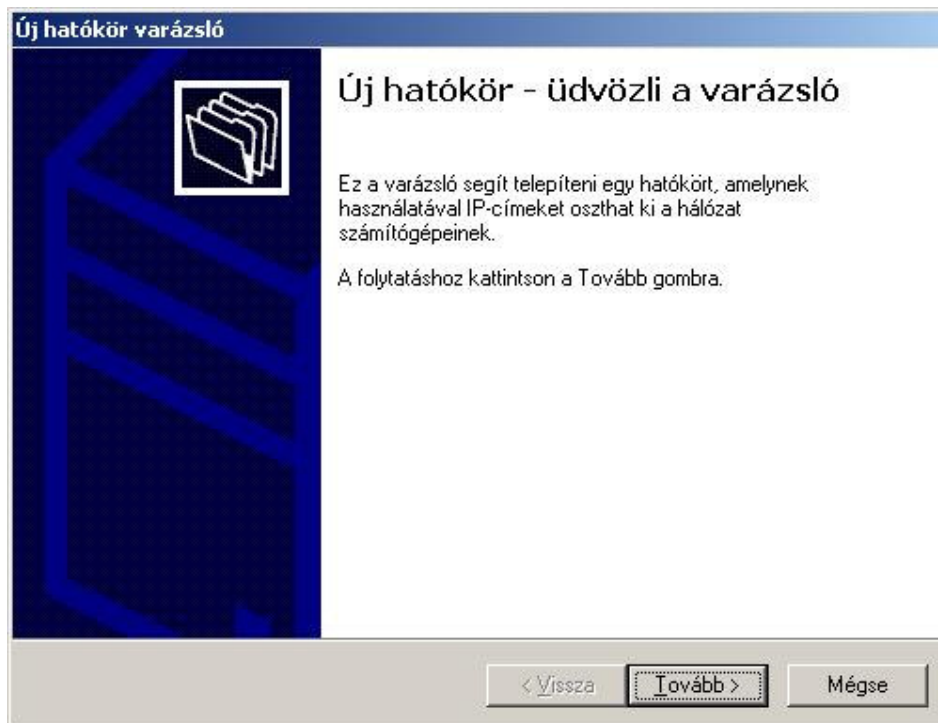 Új hatókör varázsló
Új hatókör - üdvözli a varázsló
Ez a varázsló segít telepíteni egy hatókört, amelynek
használatával IP-címeket oszthat ki a hálózat
számítógépeinek.
A folytatáshoz kattintson a Tovább gombra.
< Vissza
Tovább >
Mégse